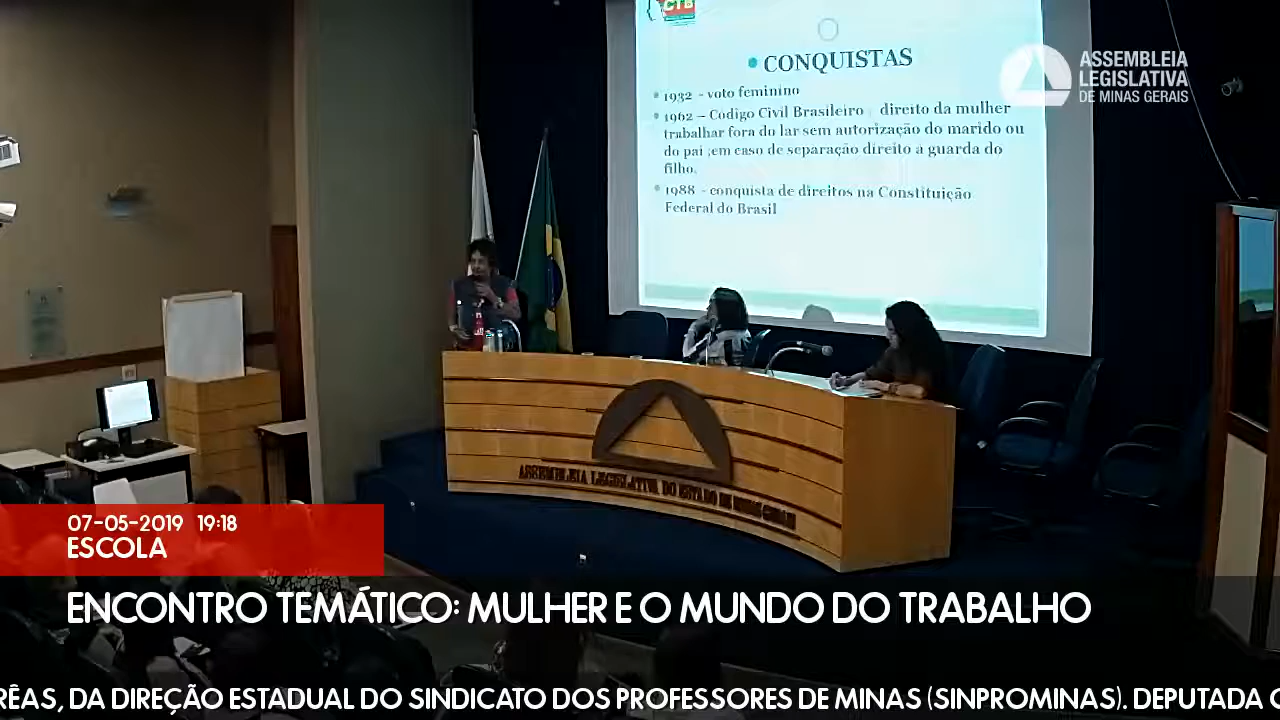 CTB
ASSEMBLEIA
LEGISLATIVA
DE MINAS GERAIS
• CONQUISTAS
1932 - voto feminino
1962 – Código Civil Brasileiro ; direito da mulher
trabalhar fora do lar sem autorização do marido ou
do pai ;em caso de separação direito a guarda do
filho.
1988 - conquista de direitos na Constituição
Federal do Brasil
ASSEMBLEIA LEGISLATIVA DO ESTADO DE MINAS GERAIS
07-05-2019 19:18
ESCOLA
ENCONTRO TEMÁTICO: MULHER E O MUNDO DO TRABALHO
RÊAS, DA DIREÇÃO ESTADUAL DO SINDICATO DOS PROFESSORES DE MINAS (SINPROMINAS). DEPUTADA